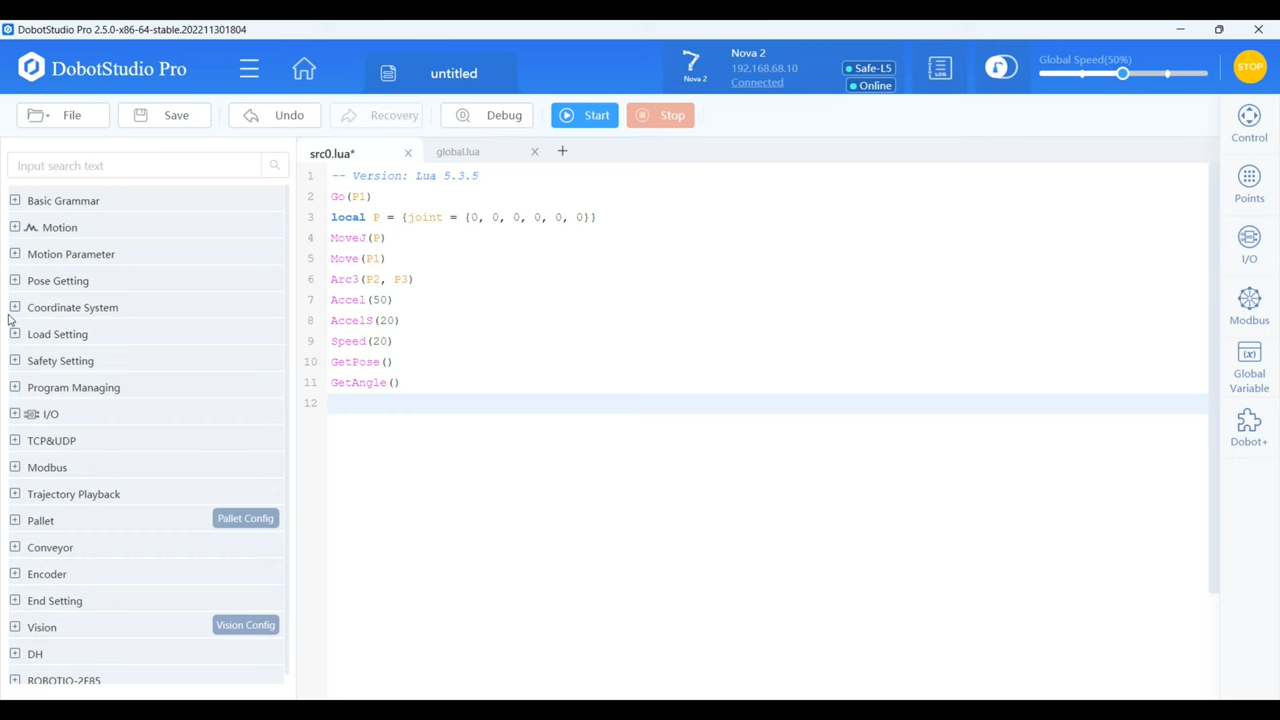 DobotStudio Pro 2.5.0-x86-64-stable.202211301804
DobotStudio Pro
untitled
Nova 2
Nova 2
192.168.68.10
Connected
Safe-L5
Online
LOG
Global Speed(50%)
STOP
File
Save
Undo
Recovery
Debug
Start
Stop
Input search text
Basic Grammar
Motion
Motion Parameter
Pose Getting
Coordinate System
Load Setting
Safety Setting
Program Managing
I/O
TCP&UDP
Modbus
Trajectory Playback
Pallet
Pallet Config
Conveyor
Encoder
End Setting
Vision
Vision Config
DH
ROBOTIQ-2F85
src0.lua*
global.lua
1 -- Version: Lua 5.3.5
2 Go(P1)
3 local P = {joint = {0, 0, 0, 0, 0, 0}}
4 MoveJ(P)
5 Move(P1)
6 Arc3(P2, P3)
7 Accel(50)
8 AccelS(20)
9 Speed(20)
10 GetPose()
11 GetAngle()
12
Control
Points
I/O
Modbus
(x)
Global
Variable
Dobot+